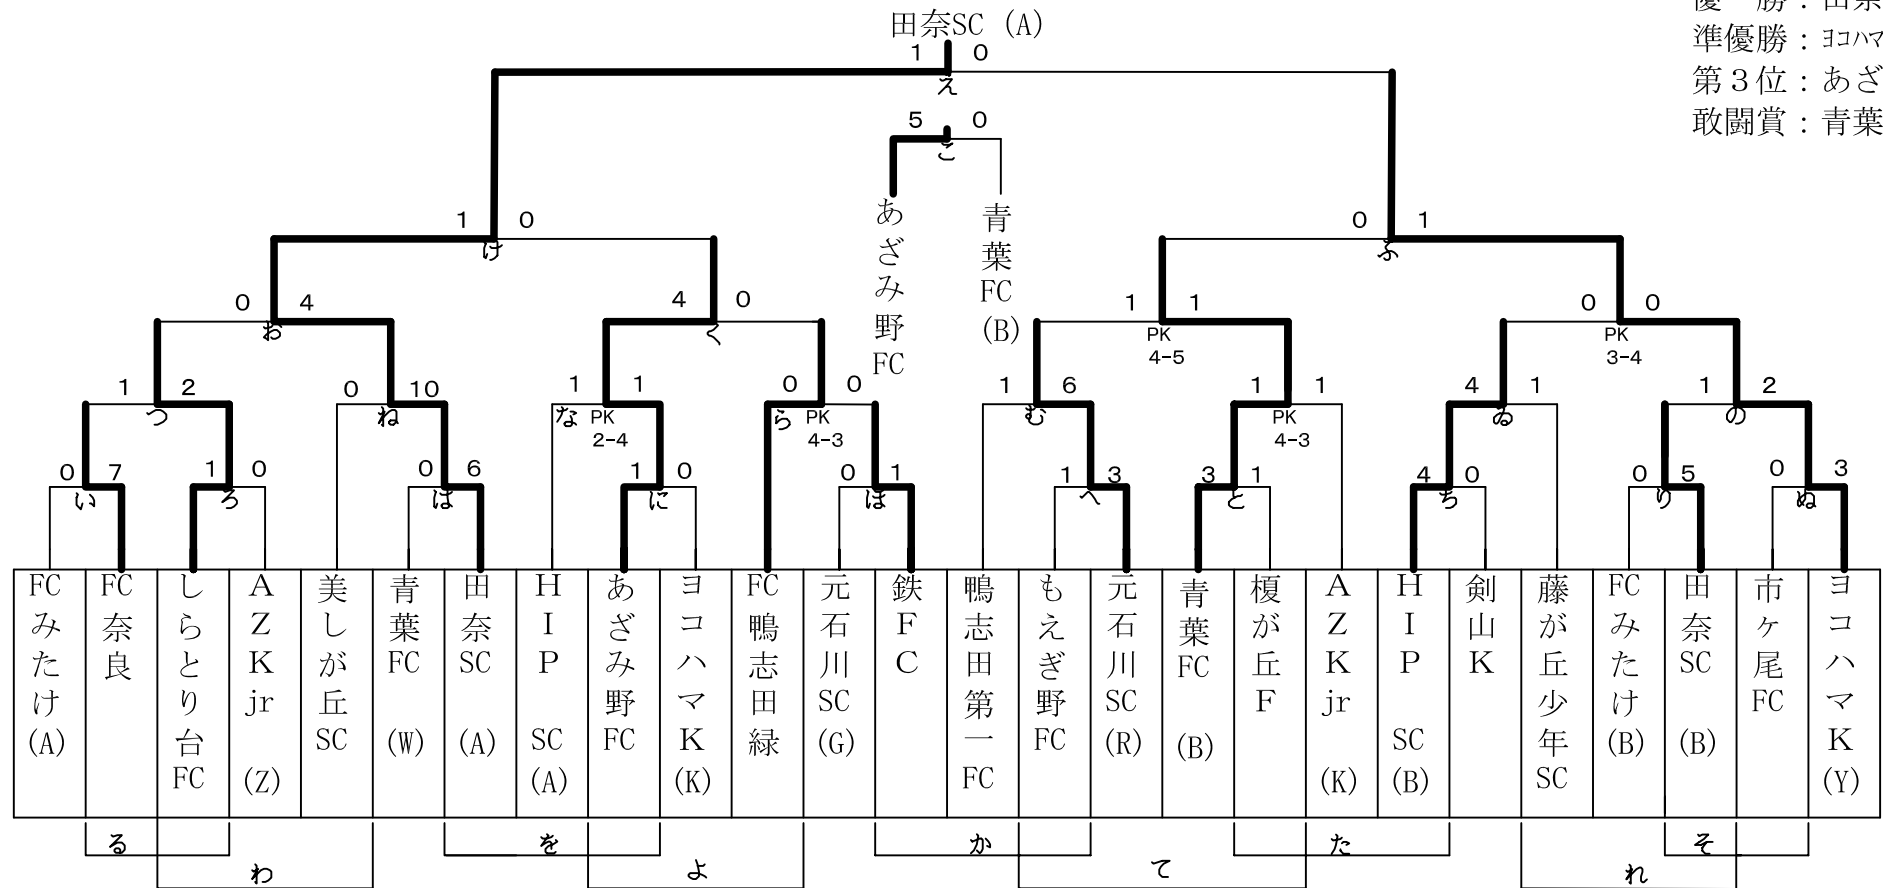 田奈SC (A)
優　勝：田奈
準優勝：ﾖｺﾊﾏ
第３位：あざ
敢闘賞：青葉
1 0
え
5 0
こ
あざみ野FC
青葉FC(B)
1 0
け
0 1
ふ
0 4
お
4 0
く
1 1
PK
4-5
0 0
PK
3-4
1 2
つ
0 10
ね
1 1
な PK
2-4
0 0
ら PK
4-3
1 6
む
1 1
PK
4-3
4 1
ゐ
1 2
の
0 7
い
1 0
ろ
0 6
は
1 0
に
0 1
ほ
1 3
へ
3 1
と
4 0
ち
0 5
り
0 3
ぬ
FCみたけ(A)
FC奈良
しらとり台FC
AZKjr (Z)
美しが丘SC
青葉FC (W)
田奈SC (A)
HIP SC(A)
あざみ野FC
ヨコハマK(K)
FC鴨志田緑
元石川SC(G)
鉄FC
鴨志田第一FC
もえぎ野FC
元石川SC(R)
青葉FC (B)
榎が丘F
AZKjr (K)
HIP SC(B)
剣山K
藤が丘少年SC
FCみたけ(B)
田奈SC (B)
市ヶ尾FC
ヨコハマK(Y)
る を か た そ
わ よ て れ